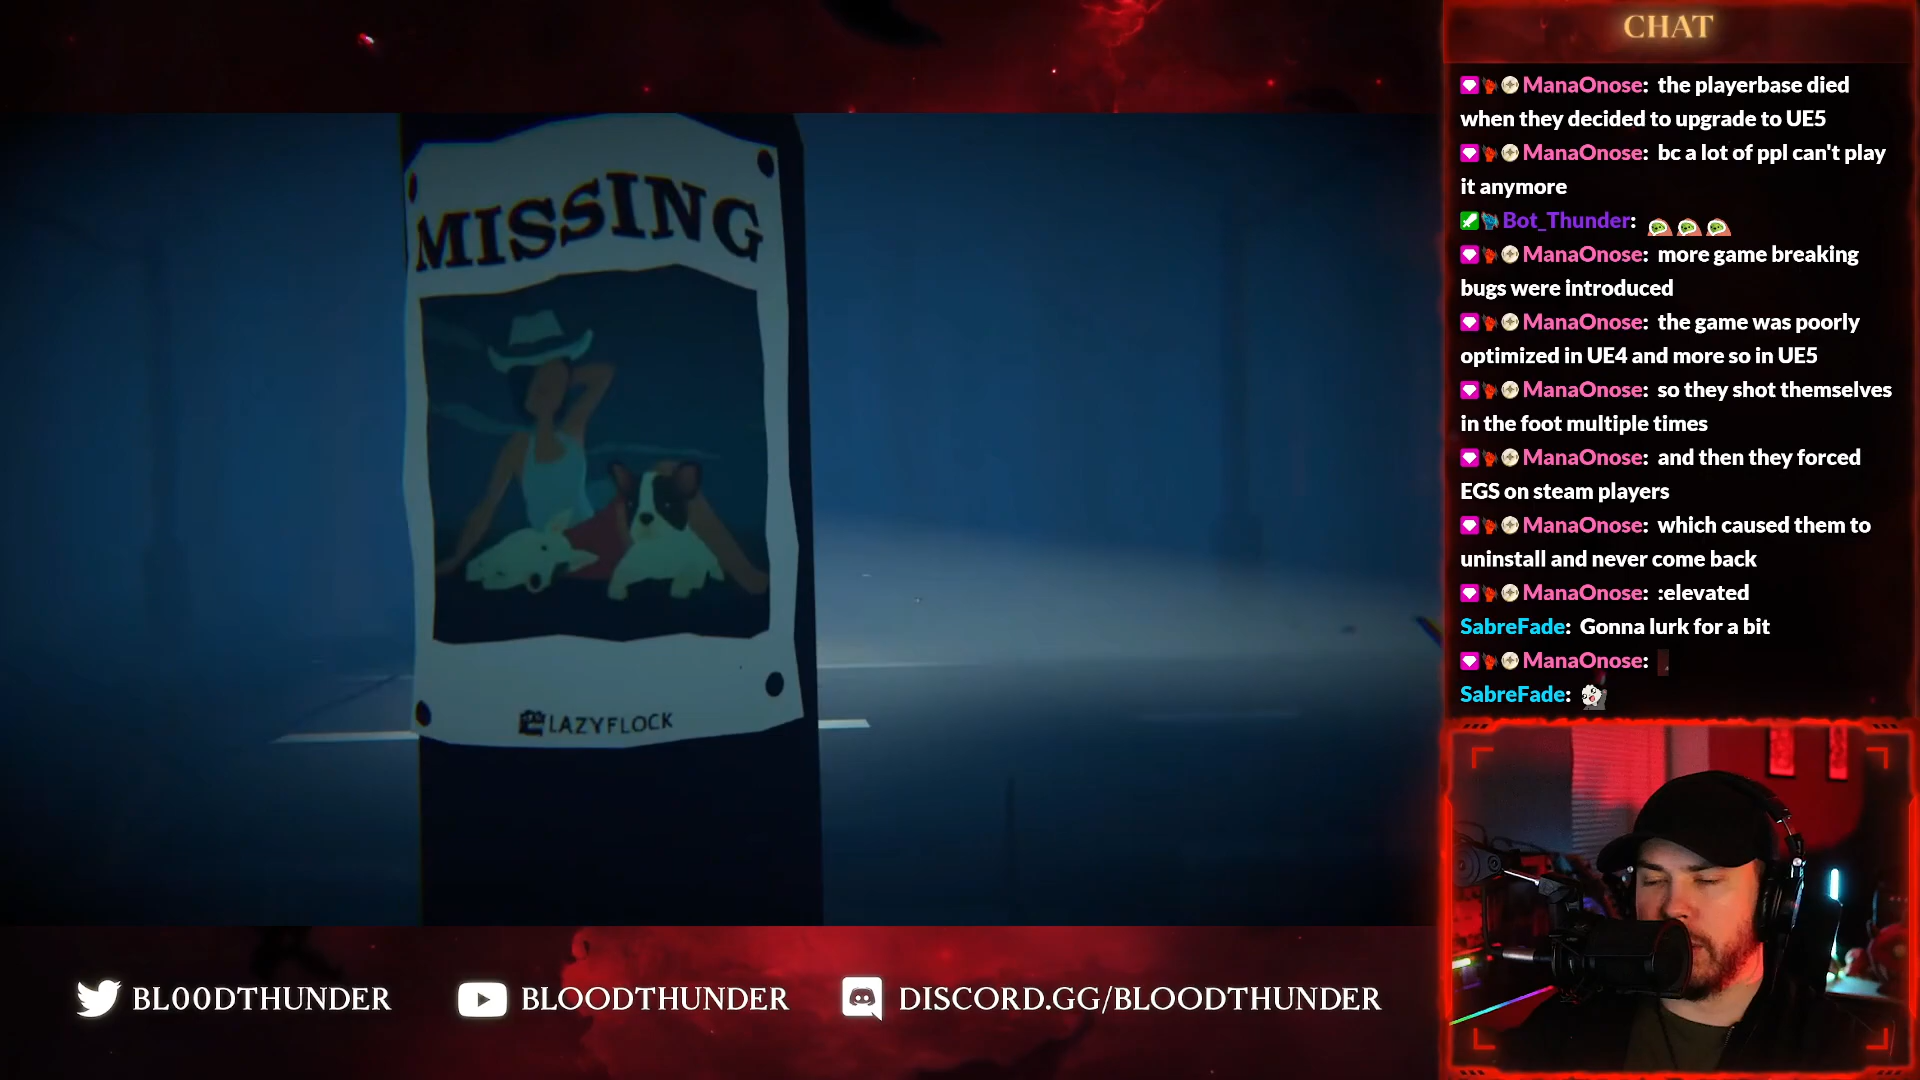 MISSING
LAZYFLOCK
CHAT
ManaOnose: the playerbase died
when they decided to upgrade to UE5
ManaOnose: bc a lot of ppl can't play
it anymore
Bot_Thunder:
ManaOnose: more game breaking
bugs were introduced
ManaOnose: the game was poorly
optimized in UE4 and more so in UE5
ManaOnose: so they shot themselves
in the foot multiple times
ManaOnose: and then they forced
EGS on steam players
ManaOnose: which caused them to
uninstall and never come back
ManaOnose: :elevated
SabreFade: Gonna lurk for a bit
ManaOnose:
SabreFade:
BL00DTHUNDER
BLOODTHUNDER
DISCORD.GG/BLOODTHUNDER